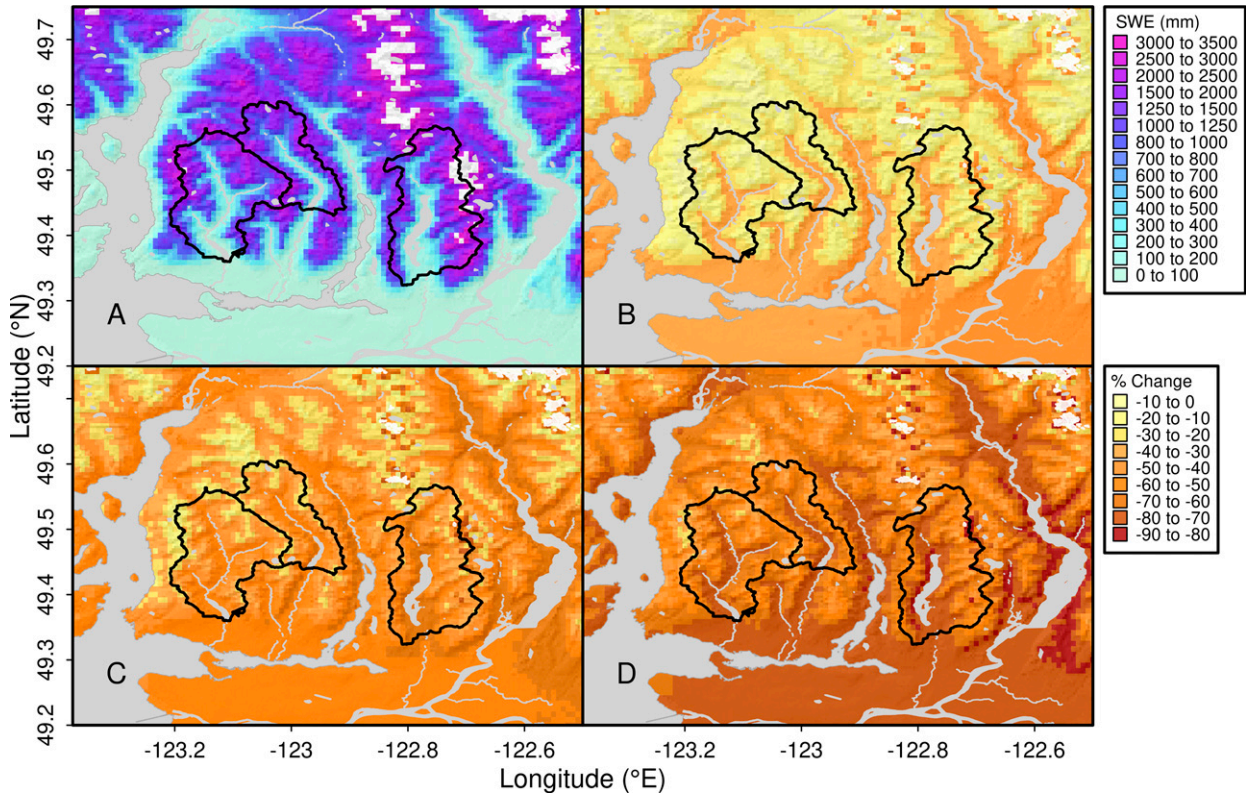 SWE (mm)
3000 to 3500
2500 to 3000
2000 to 2500
1500 to 2000
1250 to 1500
1000 to 1250
800 to 1000
700 to 800
600 to 700
500 to 600
400 to 500
300 to 400
200 to 300
100 to 200
0 to 100
49.7
49.6
49.5
49.4
49.3
49.2
A
B
Latitude (°N)
% Change
-10 to 0
-20 to -10
-30 to -20
-40 to -30
-50 to -40
-60 to -50
-70 to -60
-80 to -70
-90 to -80
49.6
49.5
49.4
49.3
49.2
C
D
-123.2
-123
-122.8
-122.6
-123.2
-123
-122.8
-122.6
Longitude (°E)